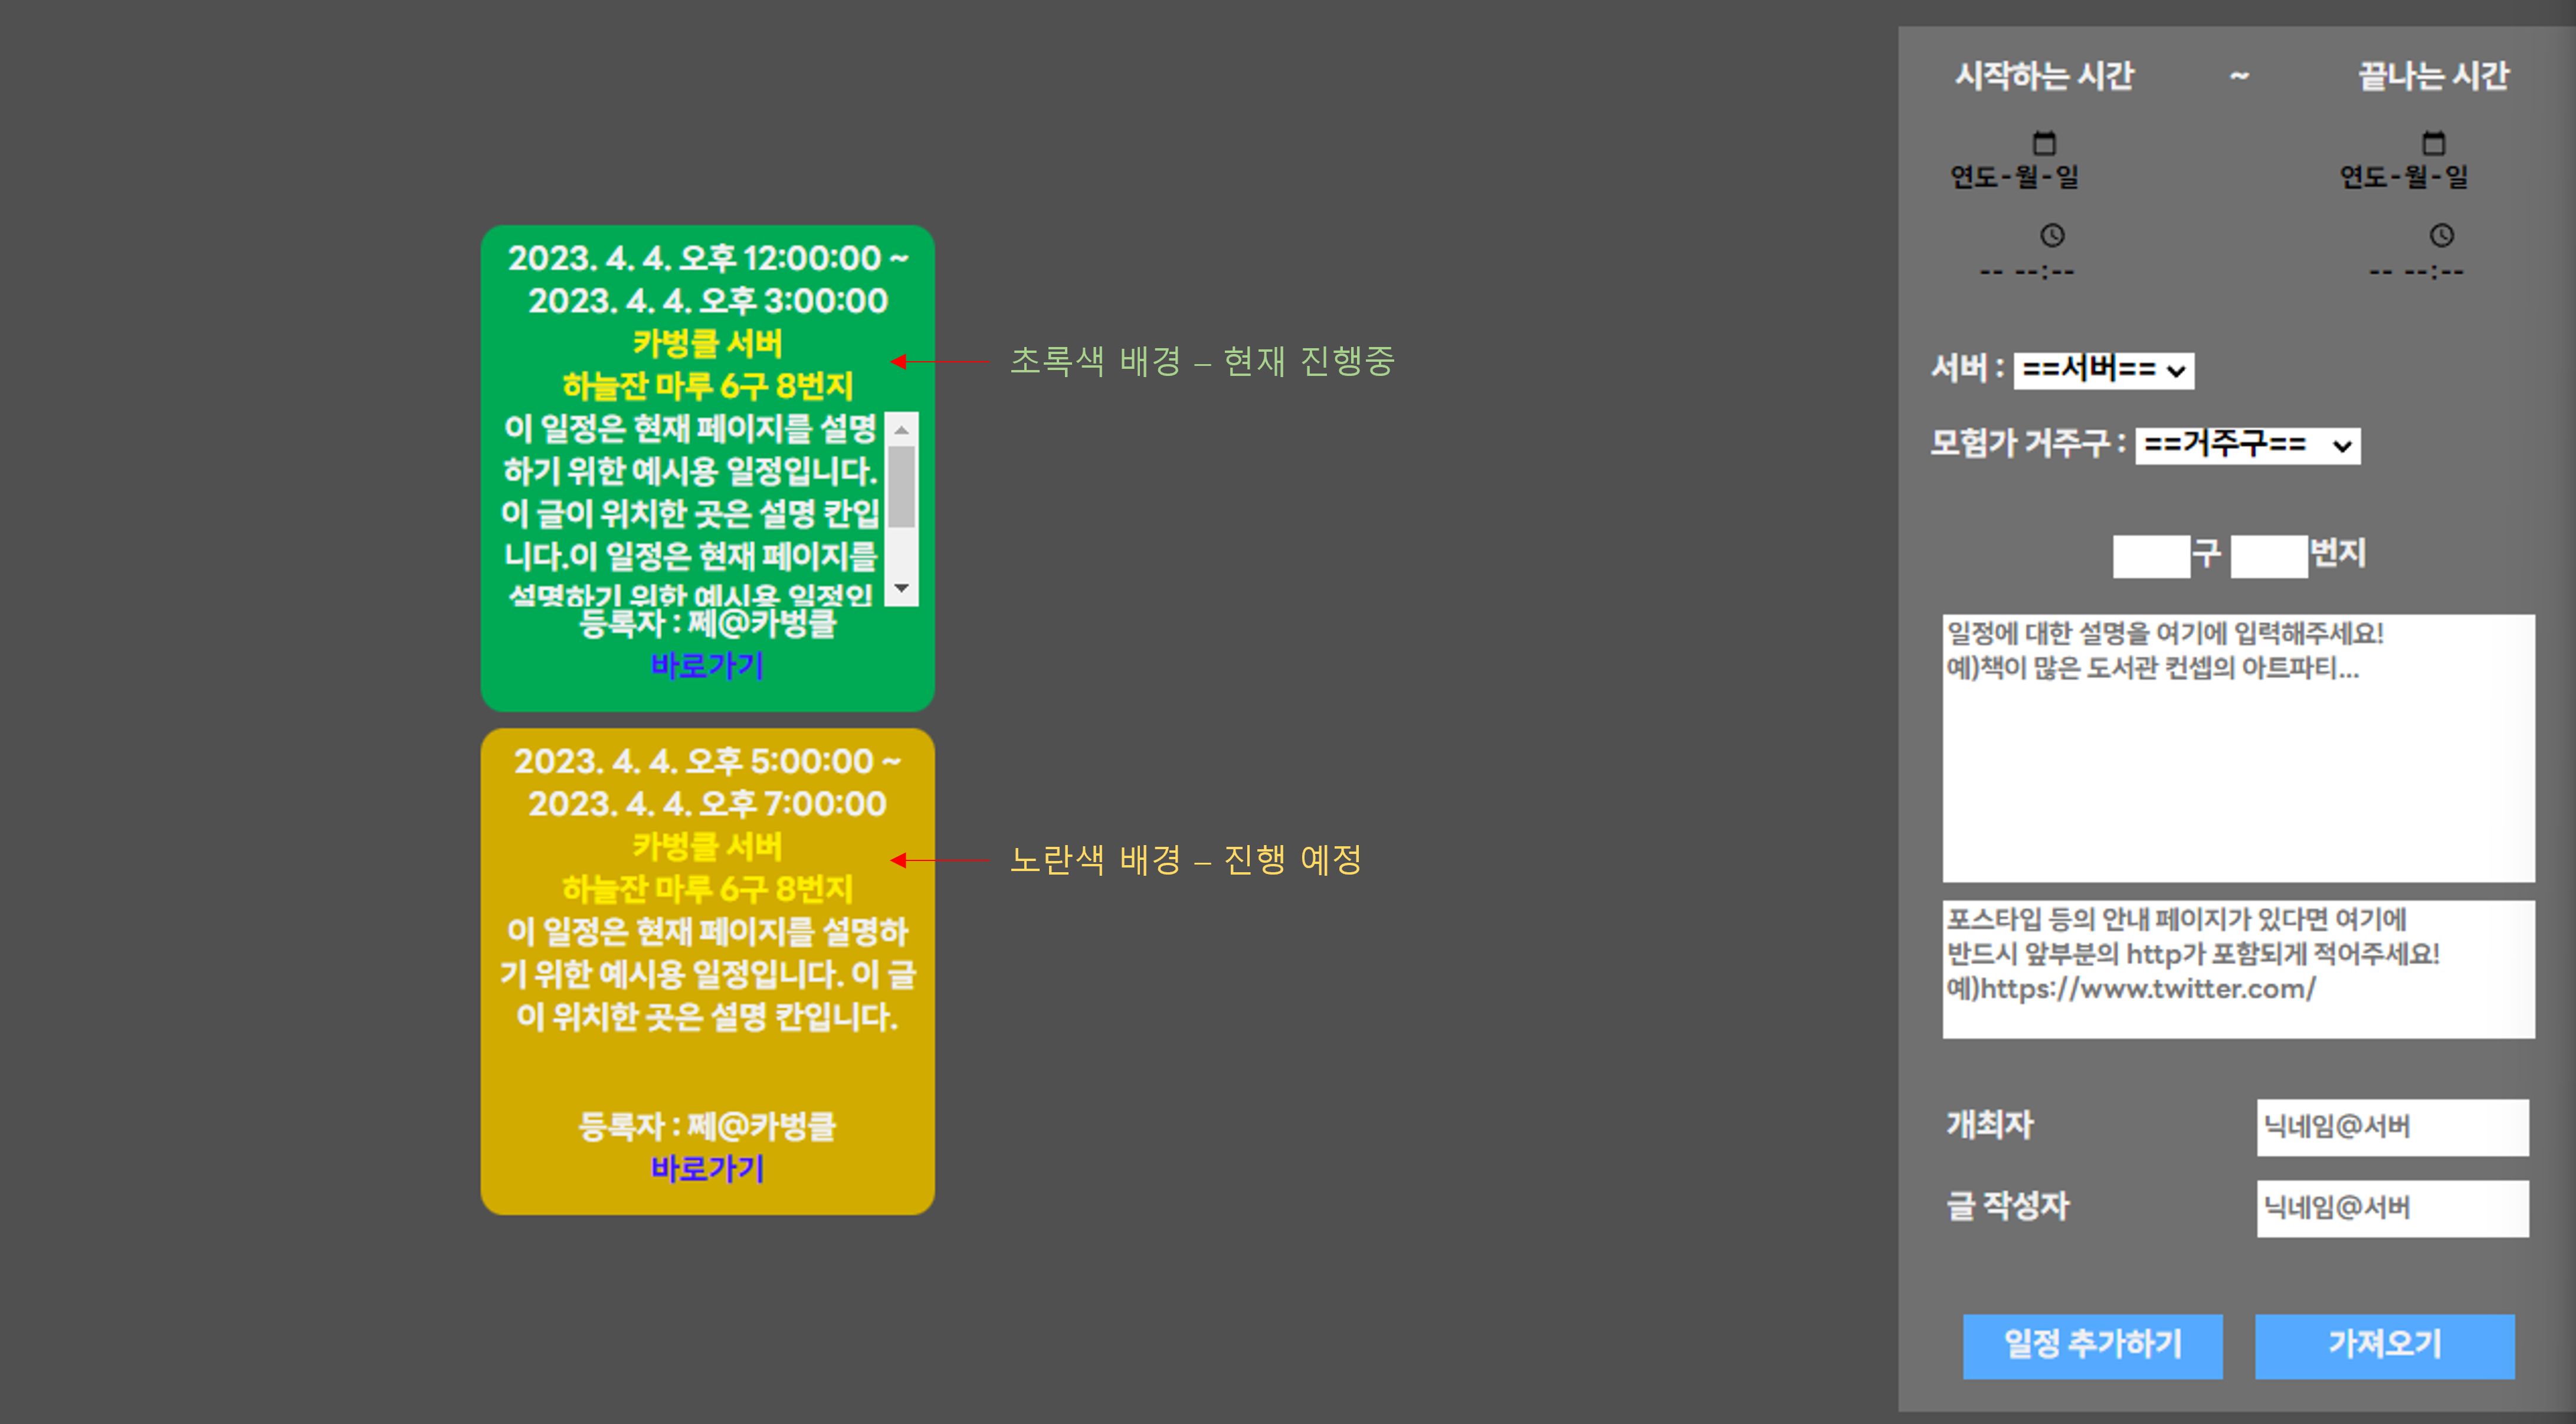 2023. 4. 4. 오후 12:00:00 ~
2023. 4. 4. 오후 3:00:00
카벙클 서버
하늘잔 마루 6구 8번지
이 일정은 현재 페이지를 설명
하기 위한 예시용 일정입니다.
이 글이 위치한 곳은 설명 칸입
니다.이 일정은 현재 페이지를
설명하기 위한 예시용 일정입
등록자 : 쩨@카벙클
바로가기
초록색 배경 – 현재 진행중
2023. 4. 4. 오후 5:00:00 ~
2023. 4. 4. 오후 7:00:00
카벙클 서버
하늘잔 마루 6구 8번지
이 일정은 현재 페이지를 설명하
기 위한 예시용 일정입니다. 이 글
이 위치한 곳은 설명 칸입니다.
등록자 : 쩨@카벙클
바로가기
노란색 배경 – 진행 예정
시작하는 시간 ~ 끝나는 시간
연도-월-일 연도-월-일
-- --:-- -- --:--
서버 : ==서버==
모험가 거주구 : ==거주구==
구 번지
일정에 대한 설명을 여기에 입력해주세요!
예)책이 많은 도서관 컨셉의 아트파티...
포스타입 등의 안내 페이지가 있다면 여기에
반드시 앞부분의 http가 포함되게 적어주세요!
예)https://www.twitter.com/
개최자 닉네임@서버
글 작성자 닉네임@서버
일정 추가하기 가져오기